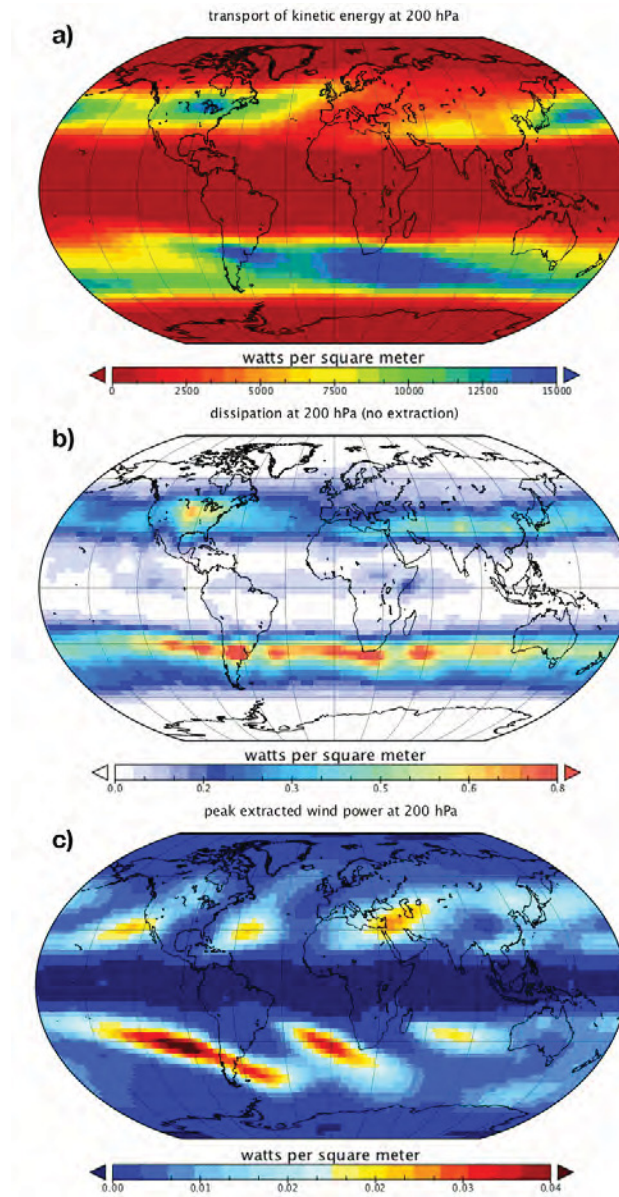 transport of kinetic energy at 200 hPa
a)
watts per square meter
0 2500 5000 7500 10000 12500 15000
dissipation at 200 hPa (no extraction)
b)
watts per square meter
0.0 0.2 0.3 0.5 0.6 0.8
peak extracted wind power at 200 hPa
c)
watts per square meter
0.00 0.01 0.02 0.02 0.03 0.04